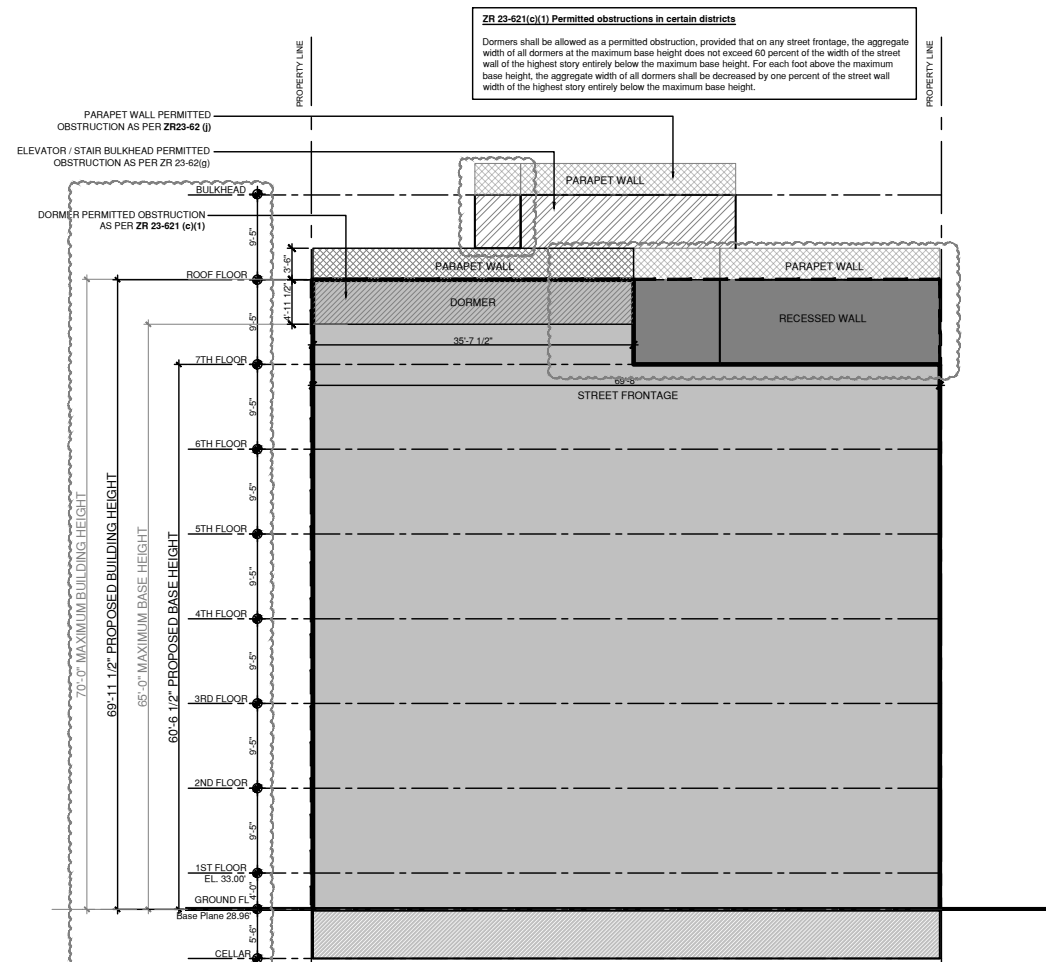 ZR 23-621(c)(1) Permitted obstructions in certain districts
Dormers shall be allowed as a permitted obstruction, provided that on any street frontage, the aggregate
width of all dormers at the maximum base height does not exceed 60 percent of the width of the street
wall of the highest story entirely below the maximum base height. For each foot above the maximum
base height, the aggregate width of all dormers shall be decreased by one percent of the street wall
width of the highest story entirely below the maximum base height.
PROPERTY LINE
PROPERTY LINE
PARAPET WALL PERMITTED
OBSTRUCTION AS PER ZR23-62 (j)
ELEVATOR / STAIR BULKHEAD PERMITTED
OBSTRUCTION AS PER ZR 23-62(g)
PARAPET WALL
BULKHEAD
DORMER PERMITTED OBSTRUCTION
AS PER ZR 23-621 (c)(1)
9'-5"
3'-6"
PARAPET WALL
PARAPET WALL
ROOF FLOOR
4'-11 1/2"
DORMER
RECESSED WALL
9'-5"
35'-7 1/2"
7TH FLOOR
69'-8"
STREET FRONTAGE
9'-5"
6TH FLOOR
9'-5"
5TH FLOOR
9'-5"
4TH FLOOR
9'-5"
3RD FLOOR
9'-5"
2ND FLOOR
9'-5"
1ST FLOOR
EL. 33.00'
4'-0"
GROUND FL
Base Plane 28.96'
5'-6"
CELLAR
70'-0" MAXIMUM BUILDING HEIGHT
69'-11 1/2" PROPOSED BUILDING HEIGHT
65'-0" MAXIMUM BASE HEIGHT
60'-6 1/2" PROPOSED BASE HEIGHT